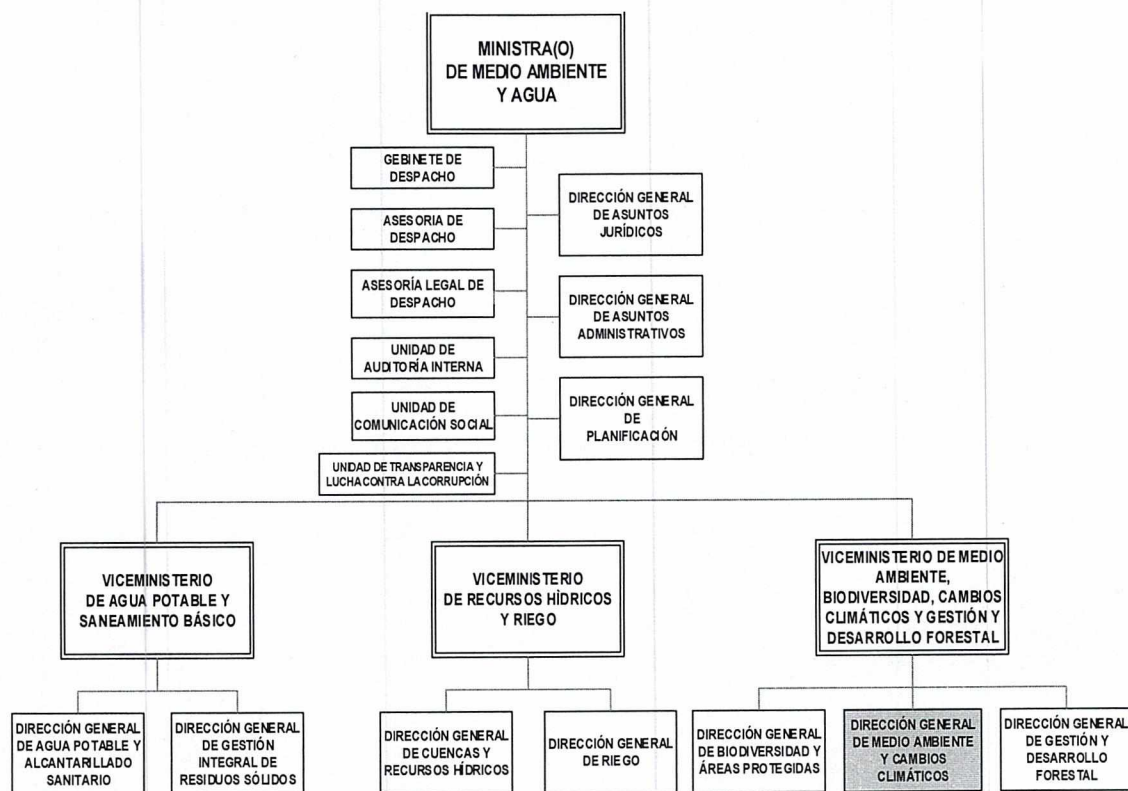 MINISTRA(O)
DE MEDIO AMBIENTE
Y AGUA
GEBINETE DE
DESPACHO
DIRECCIÓN GENERAL
DE ASUNTOS
JURÍDICOS
ASESORIA DE
DESPACHO
ASESORÍA LEGAL DE
DESPACHO
DIRECCIÓN GENERAL
DE ASUNTOS
ADMINISTRATIVOS
UNIDAD DE
AUDITORÍA INTERNA
UNIDAD DE
COMUNICACIÓN SOCIAL
DIRECCIÓN GENERAL
DE
PLANIFICACIÓN
UNIDAD DE TRANSPARENCIA Y
LUCHA CONTRA LA CORRUPCIÓN
VICEMINISTERIO
DE AGUA POTABLE Y
SANEAMIENTO BÁSICO
VICEMINISTERIO
DE RECURSOS HÍDRICOS
Y RIEGO
VICEMINISTERIO DE MEDIO
AMBIENTE,
BIODIVERSIDAD, CAMBIOS
CLIMÁTICOS Y GESTIÓN Y
DESARROLLO FORESTAL
DIRECCIÓN GENERAL
DE AGUA POTABLE Y
ALCANTARILLADO
SANITARIO
DIRECCIÓN GENERAL
DE GESTIÓN
INTEGRAL DE
RESIDUOS SÓLIDOS
DIRECCIÓN GENERAL
DE CUENCAS Y
RECURSOS HÍDRICOS
DIRECCIÓN GENERAL
DE RIEGO
DIRECCIÓN GENERAL
DE BIODIVERSIDAD Y
ÁREAS PROTEGIDAS
DIRECCIÓN GENERAL
DE MEDIO AMBIENTE
Y CAMBIOS
CLIMÁTICOS
DIRECCIÓN GENERAL
DE GESTIÓN Y
DESARROLLO
FORESTAL